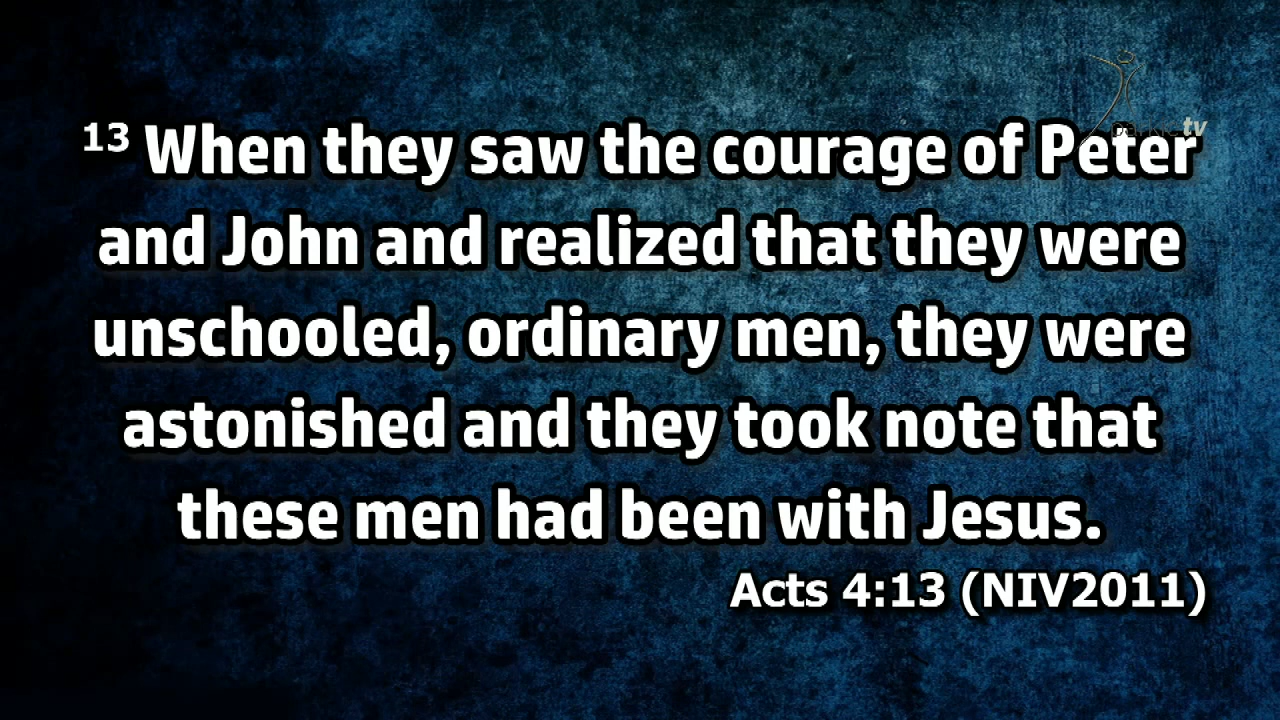 13 When they saw the courage of Peter
and John and realized that they were
unschooled, ordinary men, they were
astonished and they took note that
these men had been with Jesus.
Acts 4:13 (NIV2011)
tv